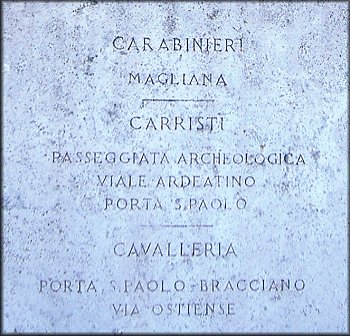 CARABINIERI
MAGLIANA
CARRISTI
PASSEGGIATA ARCHEOLOGICA
VIALE ARDEATINO
PORTA S.PAOLO
CAVALLERIA
PORTA S.PAOLO-BRACCIANO
VIA OSTIENSE